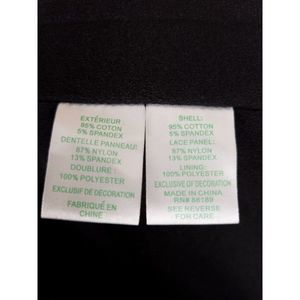 EXTÉRIEUR:
95% COTON
5% SPANDEX
DENTELLE PANNEAU:
87% NYLON
13% SPANDEX
DOUBLURE:
100% POLYESTER
EXCLUSIF DE DÉCORATION
FABRIQUÉ EN
CHINE
SHELL:
95% COTTON
5% SPANDEX
LACE PANEL:
87% NYLON
13% SPANDEX
LINING:
100% POLYESTER
EXCLUSIVE OF DECORATION
MADE IN CHINA
RN# 86189
SEE REVERSE
FOR CARE